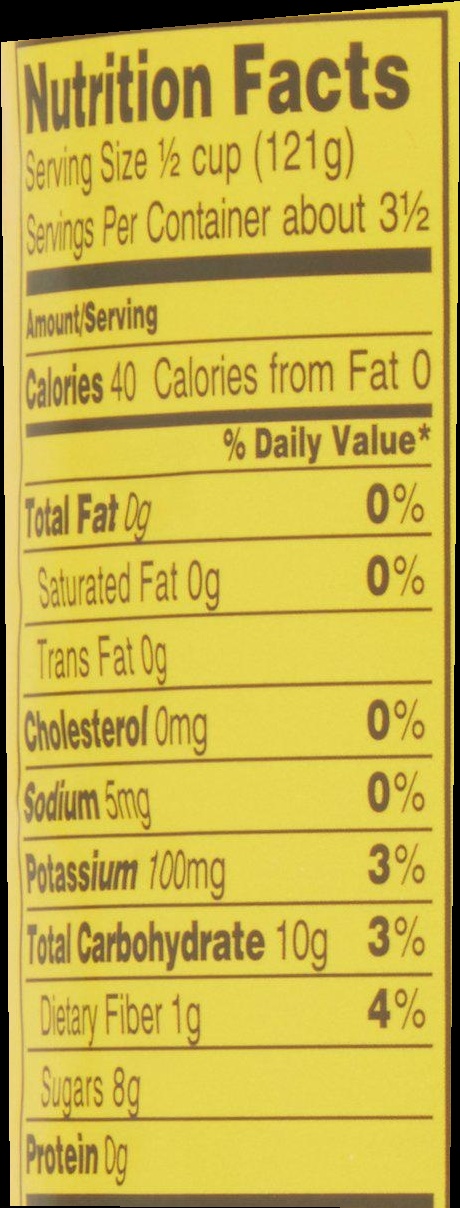 Nutrition Facts
Serving Size ½ cup (121g)
Servings Per Container about 3½
Amount/Serving
Calories 40 Calories from Fat 0
% Daily Value*
Total Fat 0g 0%
Saturated Fat 0g 0%
Trans Fat 0g
Cholesterol 0mg 0%
Sodium 5mg 0%
Potassium 100mg 3%
Total Carbohydrate 10g 3%
Dietary Fiber 1g 4%
Sugars 8g
Protein 0g